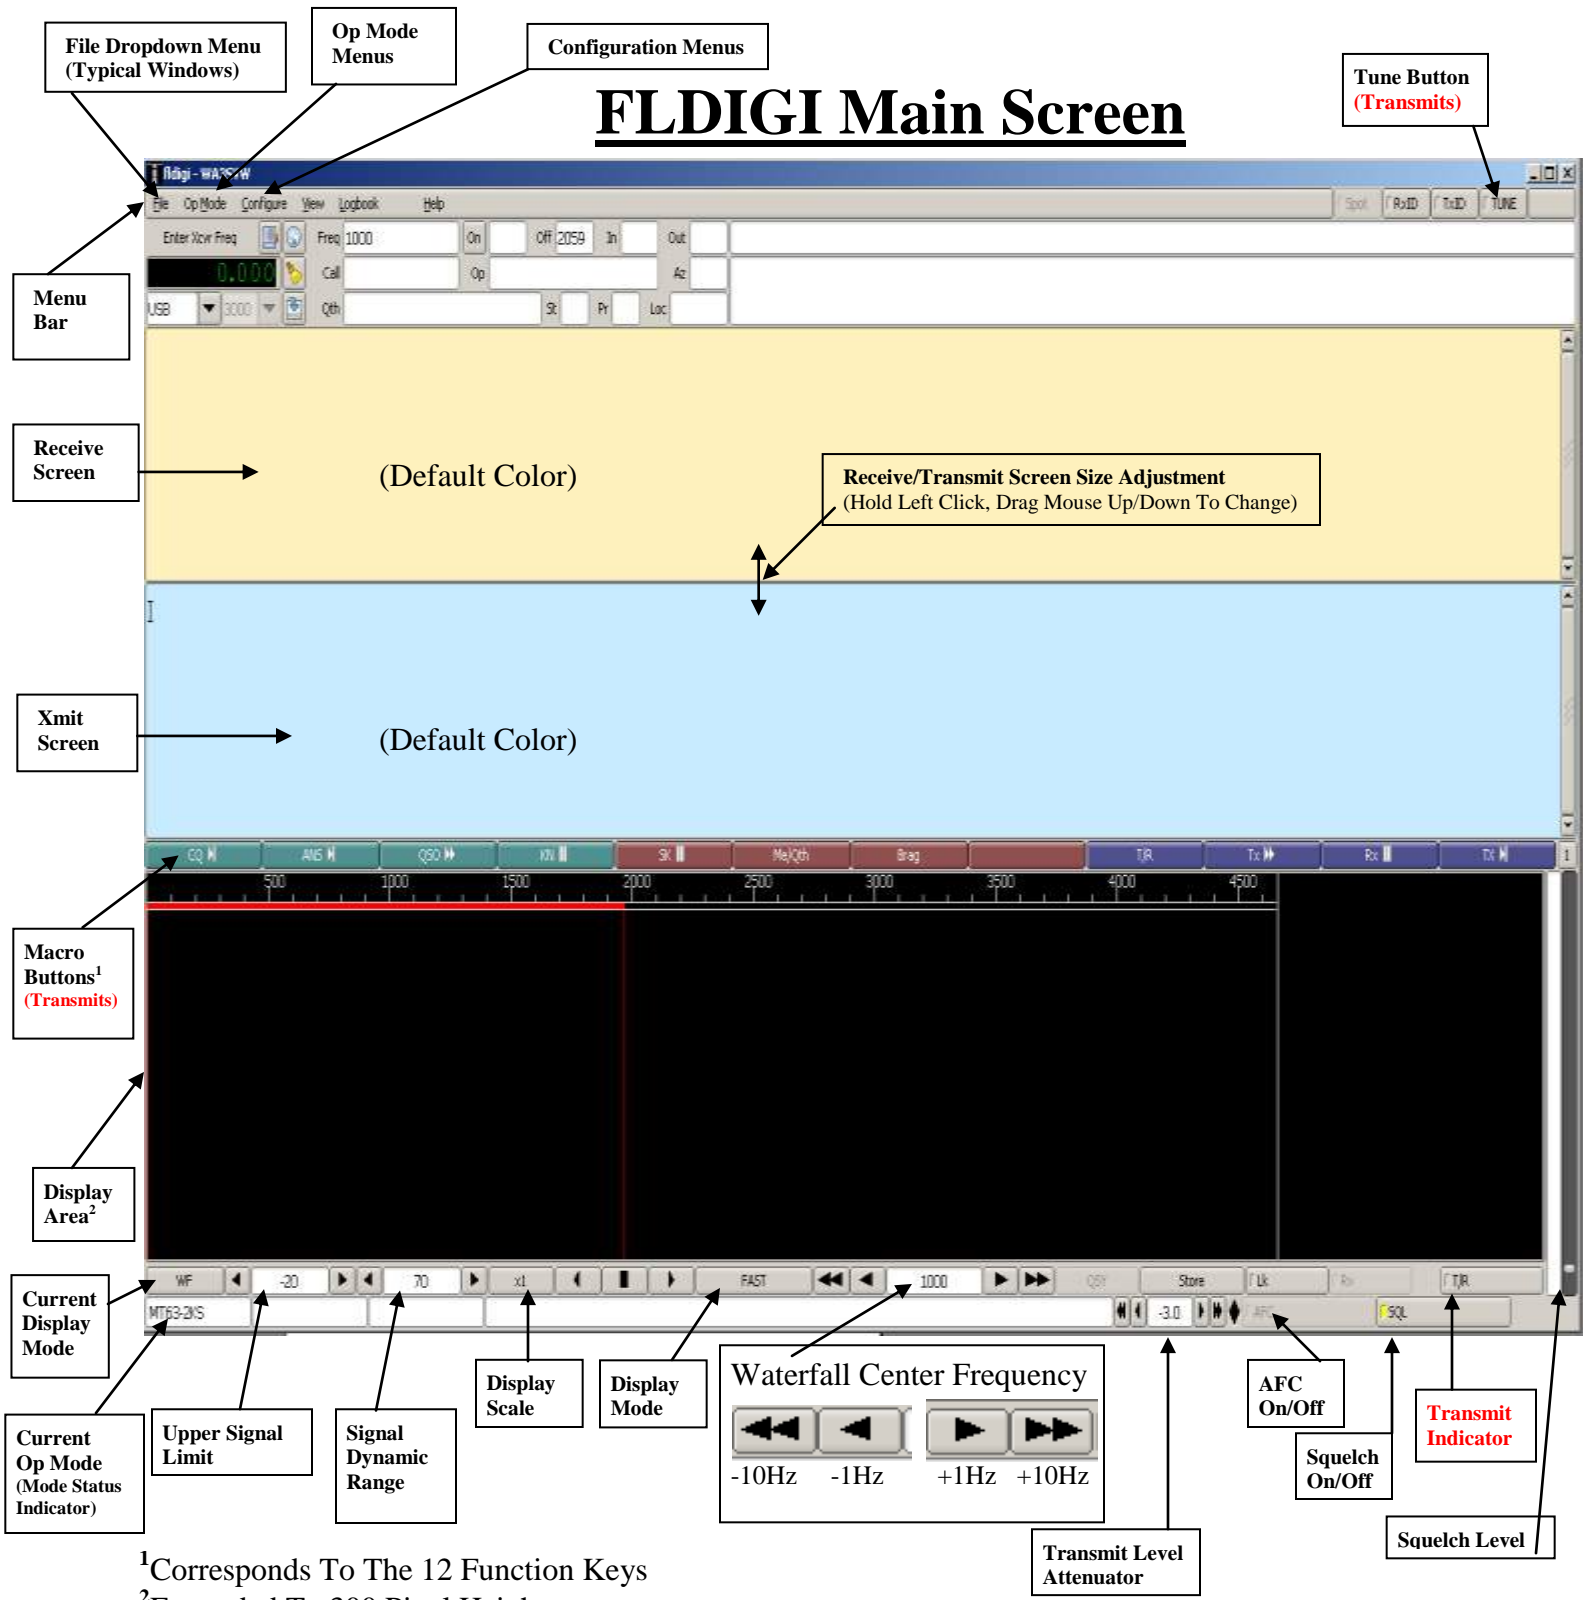 File Dropdown Menu
(Typical Windows)
Op Mode
Menus
Configuration Menus
Tune Button
(Transmits)
FLDIGI Main Screen
fldigi - WA3
File Op Mode Configure View Logbook Help
Spot RxID TxID TUNE
Enter Xcvr Freq Freq 1000 On Off 2059 In Out
0.000 Call Op Az
USB 3000 Qth St Pr Loc
Menu
Bar
Receive
Screen
(Default Color)
Receive/Transmit Screen Size Adjustment
(Hold Left Click, Drag Mouse Up/Down To Change)
Xmit
Screen
(Default Color)
CQ ANS QSO KN SK Me/Qth Brag T/R Tx Rx TX 1
500 1000 1500 2000 2500 3000 3500 4000 4500
Macro
Buttons1
(Transmits)
Display
Area2
WF -20 70 x1 FAST 1000 QSY Store Lk Rv T/R
MT63-2KS -3.0 AFC SQL
Current
Display
Mode
Current
Op Mode
(Mode Status
Indicator)
Upper Signal
Limit
Signal
Dynamic
Range
Display
Scale
Display
Mode
Waterfall Center Frequency
-10Hz -1Hz +1Hz +10Hz
AFC
On/Off
Squelch
On/Off
Transmit
Indicator
Squelch Level
Transmit Level
Attenuator
1Corresponds To The 12 Function Keys